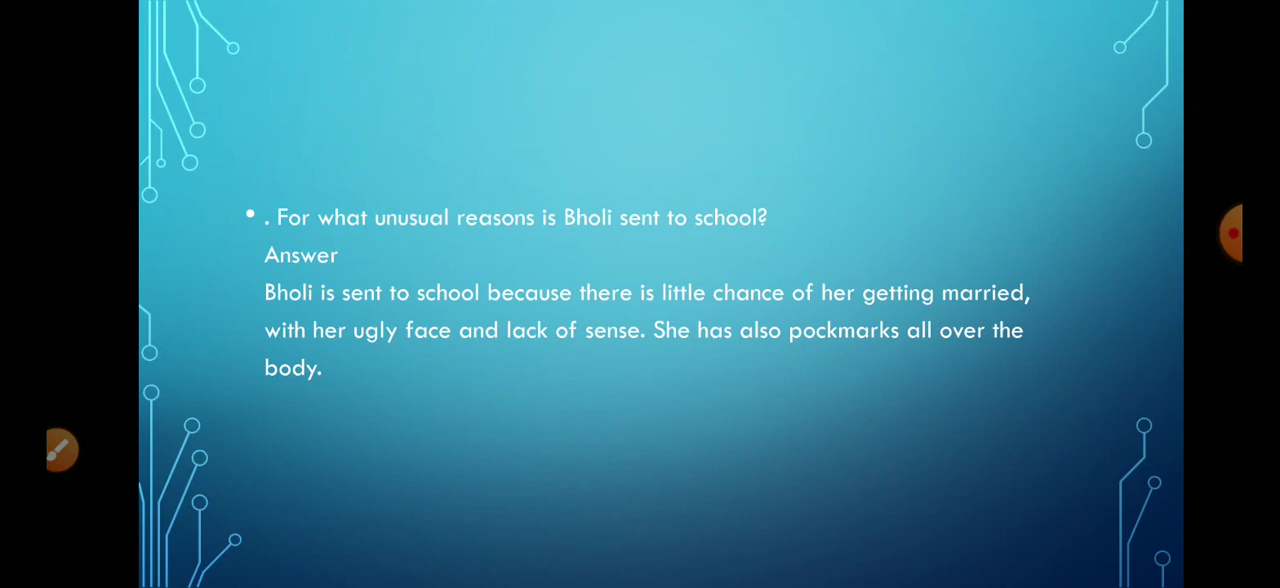 • . For what unusual reasons is Bholi sent to school?
Answer
Bholi is sent to school because there is little chance of her getting married,
with her ugly face and lack of sense. She has also pockmarks all over the
body.